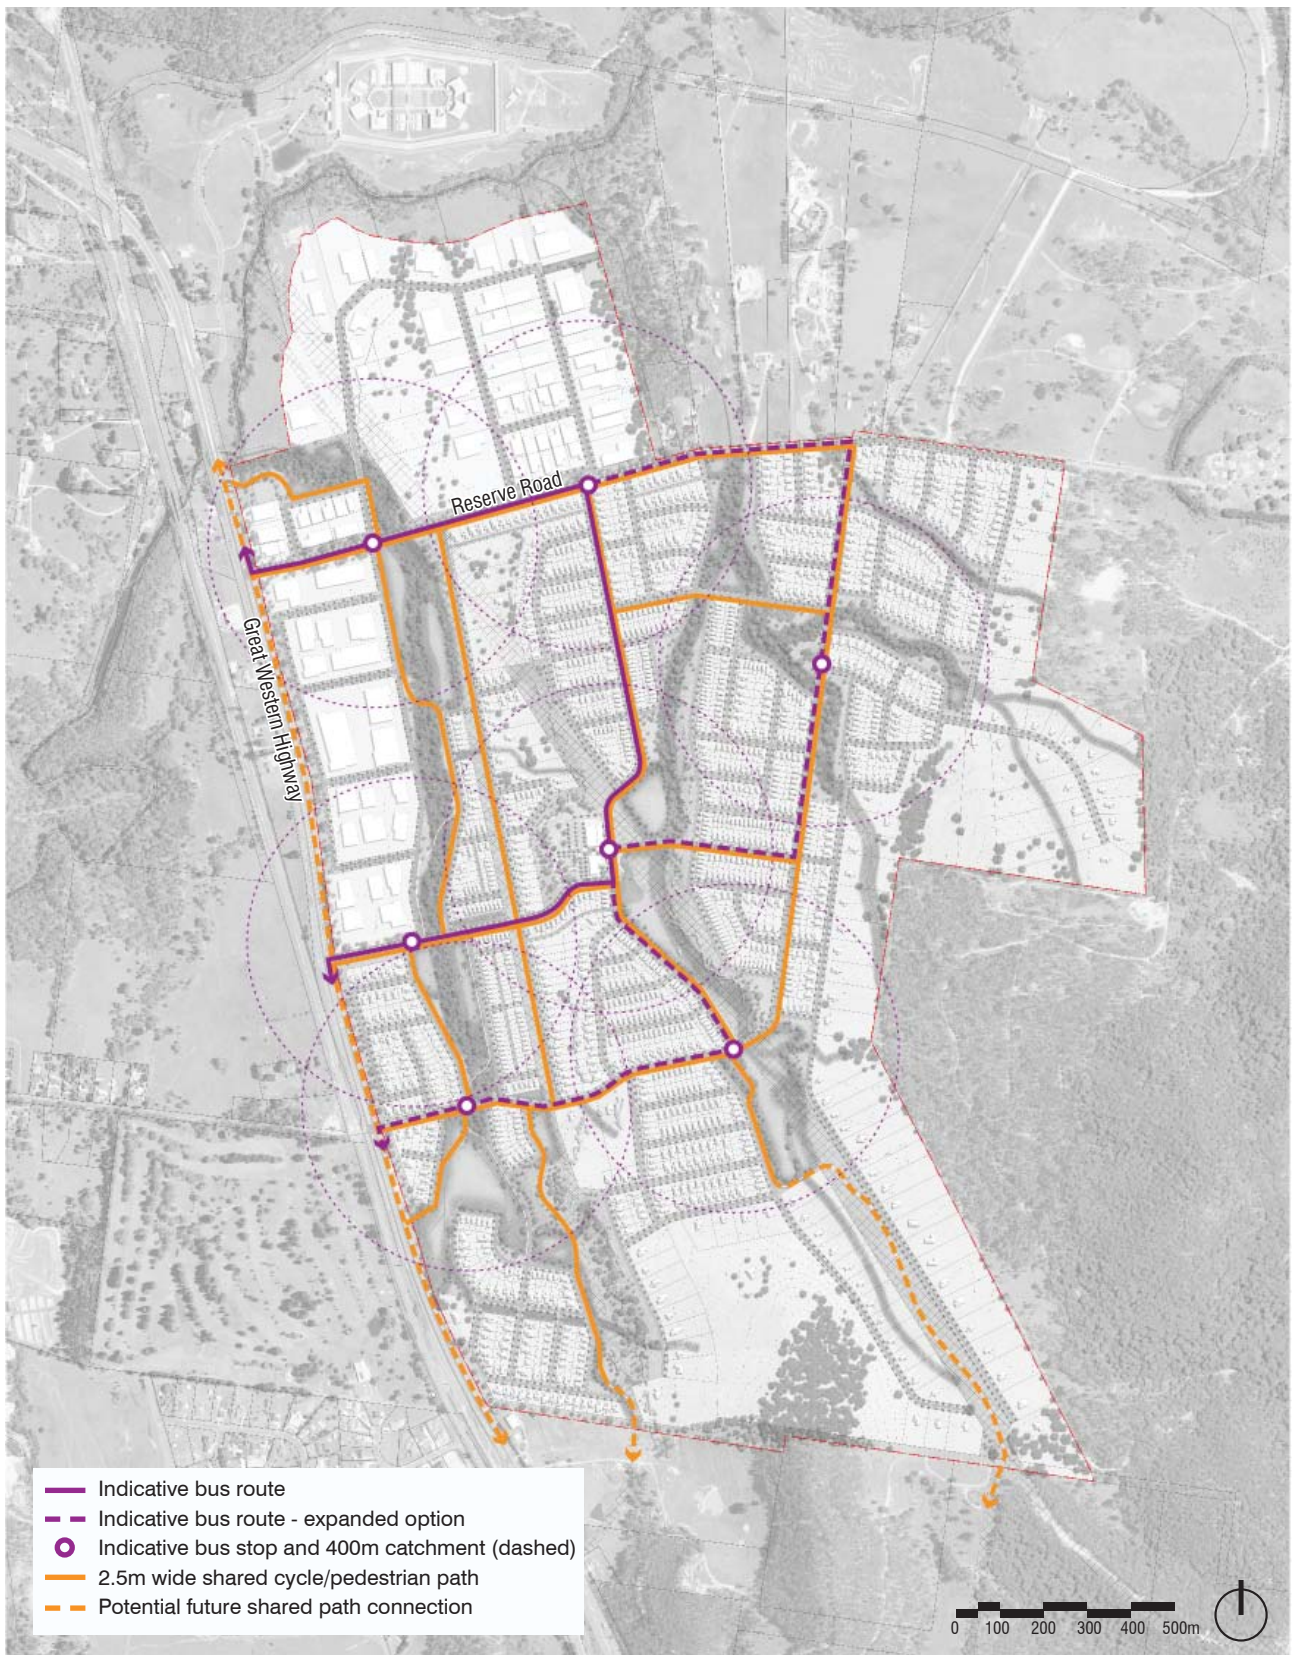 Reserve Road
Great Western Highway
Indicative bus route
Indicative bus route - expanded option
Indicative bus stop and 400m catchment (dashed)
2.5m wide shared cycle/pedestrian path
Potential future shared path connection
0 100 200 300 400 500m